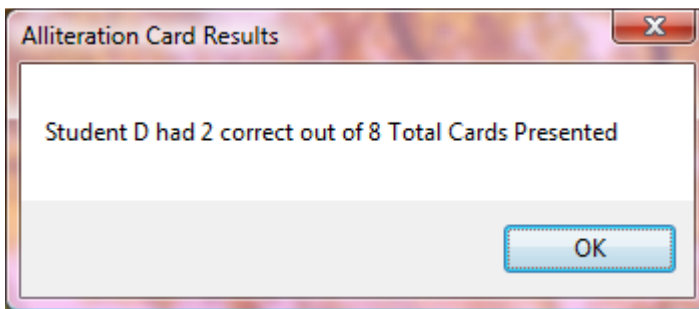 Alliteration Card Results
Student D had 2 correct out of 8 Total Cards Presented
OK